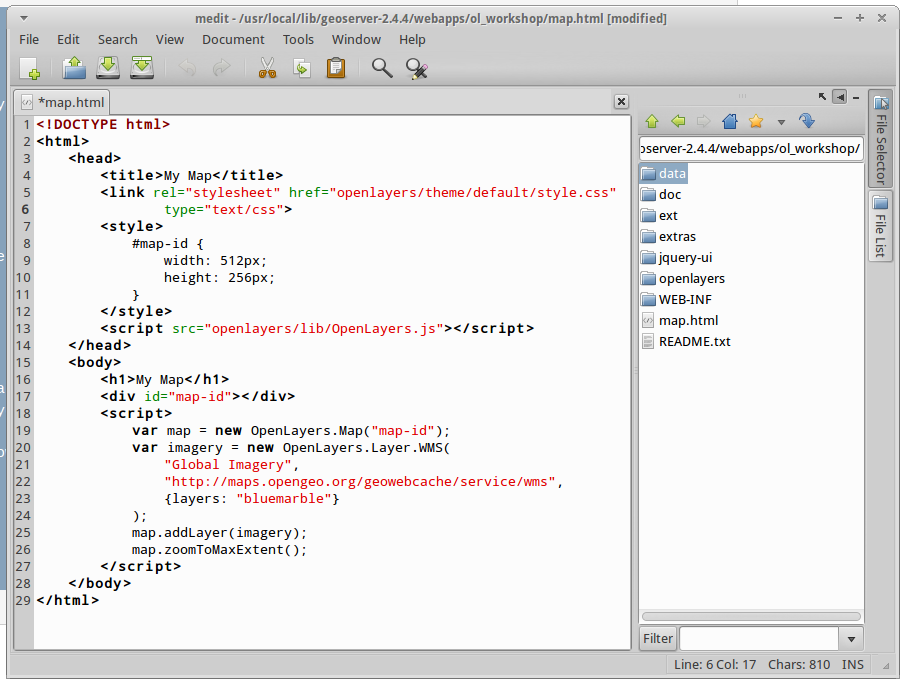 medit - /usr/local/lib/geoserver-2.4.4/webapps/ol_workshop/map.html [modified]
File Edit Search View Document Tools Window Help
*map.html
1 <!DOCTYPE html>
2 <html>
3     <head>
4         <title>My Map</title>
5         <link rel="stylesheet" href="openlayers/theme/default/style.css"
6                 type="text/css">
7         <style>
8             #map-id {
9                 width: 512px;
10                 height: 256px;
11             }
12         </style>
13         <script src="openlayers/lib/OpenLayers.js"></script>
14     </head>
15     <body>
16         <h1>My Map</h1>
17         <div id="map-id"></div>
18         <script>
19             var map = new OpenLayers.Map("map-id");
20             var imagery = new OpenLayers.Layer.WMS(
21                 "Global Imagery",
22                 "http://maps.opengeo.org/geowebcache/service/wms",
23                 {layers: "bluemarble"}
24             );
25             map.addLayer(imagery);
26             map.zoomToMaxExtent();
27         </script>
28     </body>
29 </html>
oserver-2.4.4/webapps/ol_workshop/
data
doc
ext
extras
jquery-ui
openlayers
WEB-INF
map.html
README.txt
File Selector
File List
Filter
Line: 6 Col: 17 Chars: 810 INS